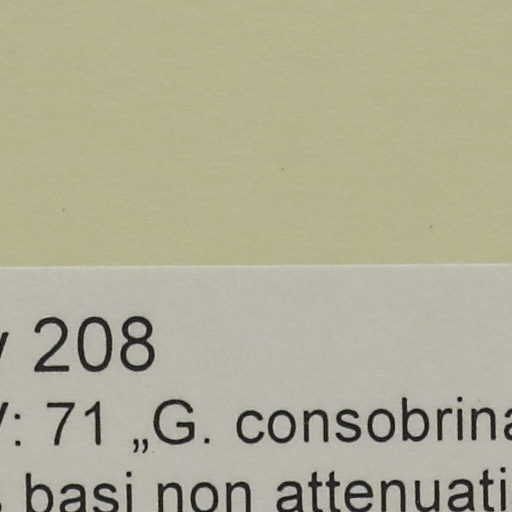 208
: 71 „G. consobrina
basi non attenuati